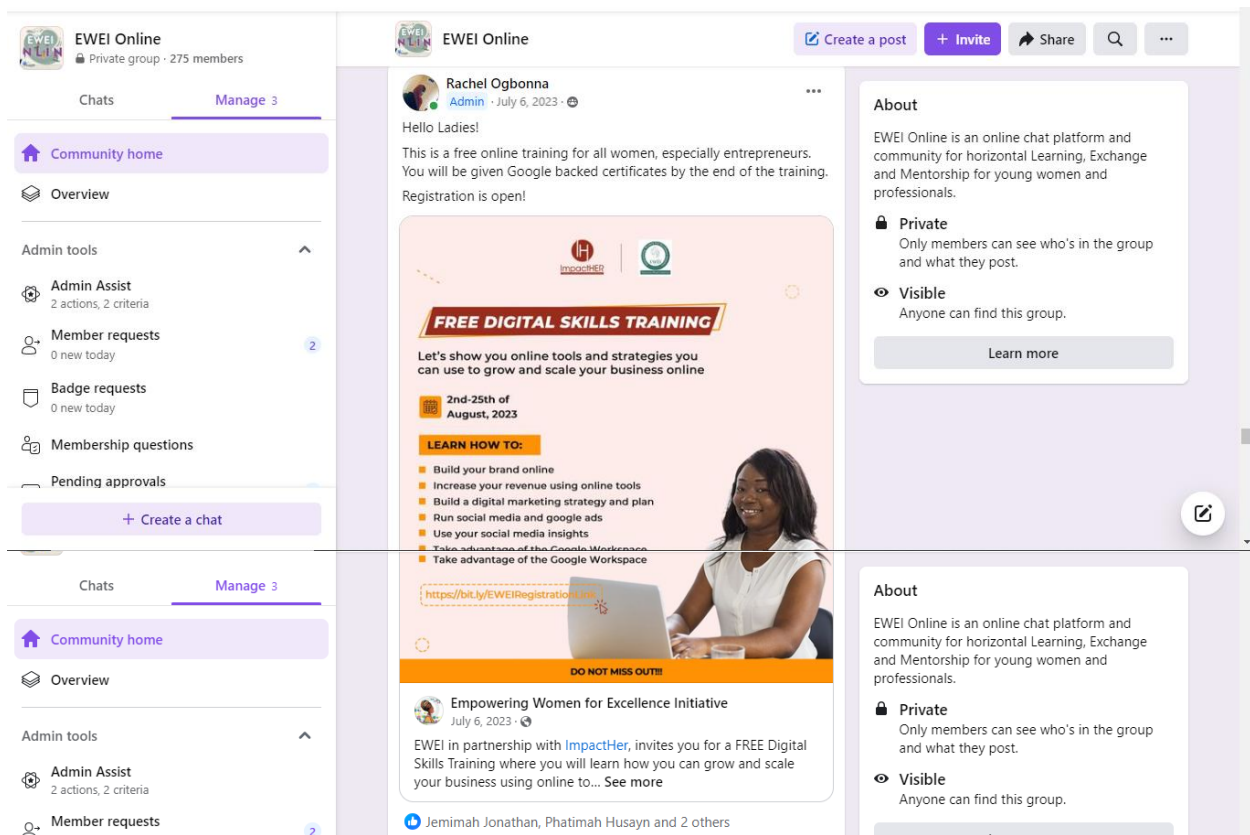 EWEI Online
Private group · 275 members
Chats
Manage 3
Community home
Overview
Admin tools
Admin Assist
2 actions, 2 criteria
Member requests
0 new today
2
Badge requests
0 new today
Membership questions
Pending approvals
+ Create a chat
EWEI Online
Create a post
+ Invite
Share
Rachel Ogbonna
Admin · July 6, 2023 ·
Hello Ladies!
This is a free online training for all women, especially entrepreneurs.
You will be given Google backed certificates by the end of the training.
Registration is open!
ImpactHER
FREE DIGITAL SKILLS TRAINING
Let's show you online tools and strategies you
can use to grow and scale your business online
2nd-25th of
August, 2023
LEARN HOW TO:
Build your brand online
Increase your revenue using online tools
Build a digital marketing strategy and plan
Run social media and google ads
Use your social media insights
Take advantage of the Google Workspace
Take advantage of the Google Workspace
https://bit.ly/EWEIRegistrationLink
DO NOT MISS OUT!!!
Empowering Women for Excellence Initiative
July 6, 2023 ·
EWEI in partnership with ImpactHer, invites you for a FREE Digital
Skills Training where you will learn how you can grow and scale
your business using online to... See more
Jemimah Jonathan, Phatimah Husayn and 2 others
About
EWEI Online is an online chat platform and
community for horizontal Learning, Exchange
and Mentorship for young women and
professionals.
Private
Only members can see who's in the group
and what they post.
Visible
Anyone can find this group.
Learn more
Chats
Manage 3
Community home
Overview
Admin tools
Admin Assist
2 actions, 2 criteria
Member requests
2
About
EWEI Online is an online chat platform and
community for horizontal Learning, Exchange
and Mentorship for young women and
professionals.
Private
Only members can see who's in the group
and what they post.
Visible
Anyone can find this group.